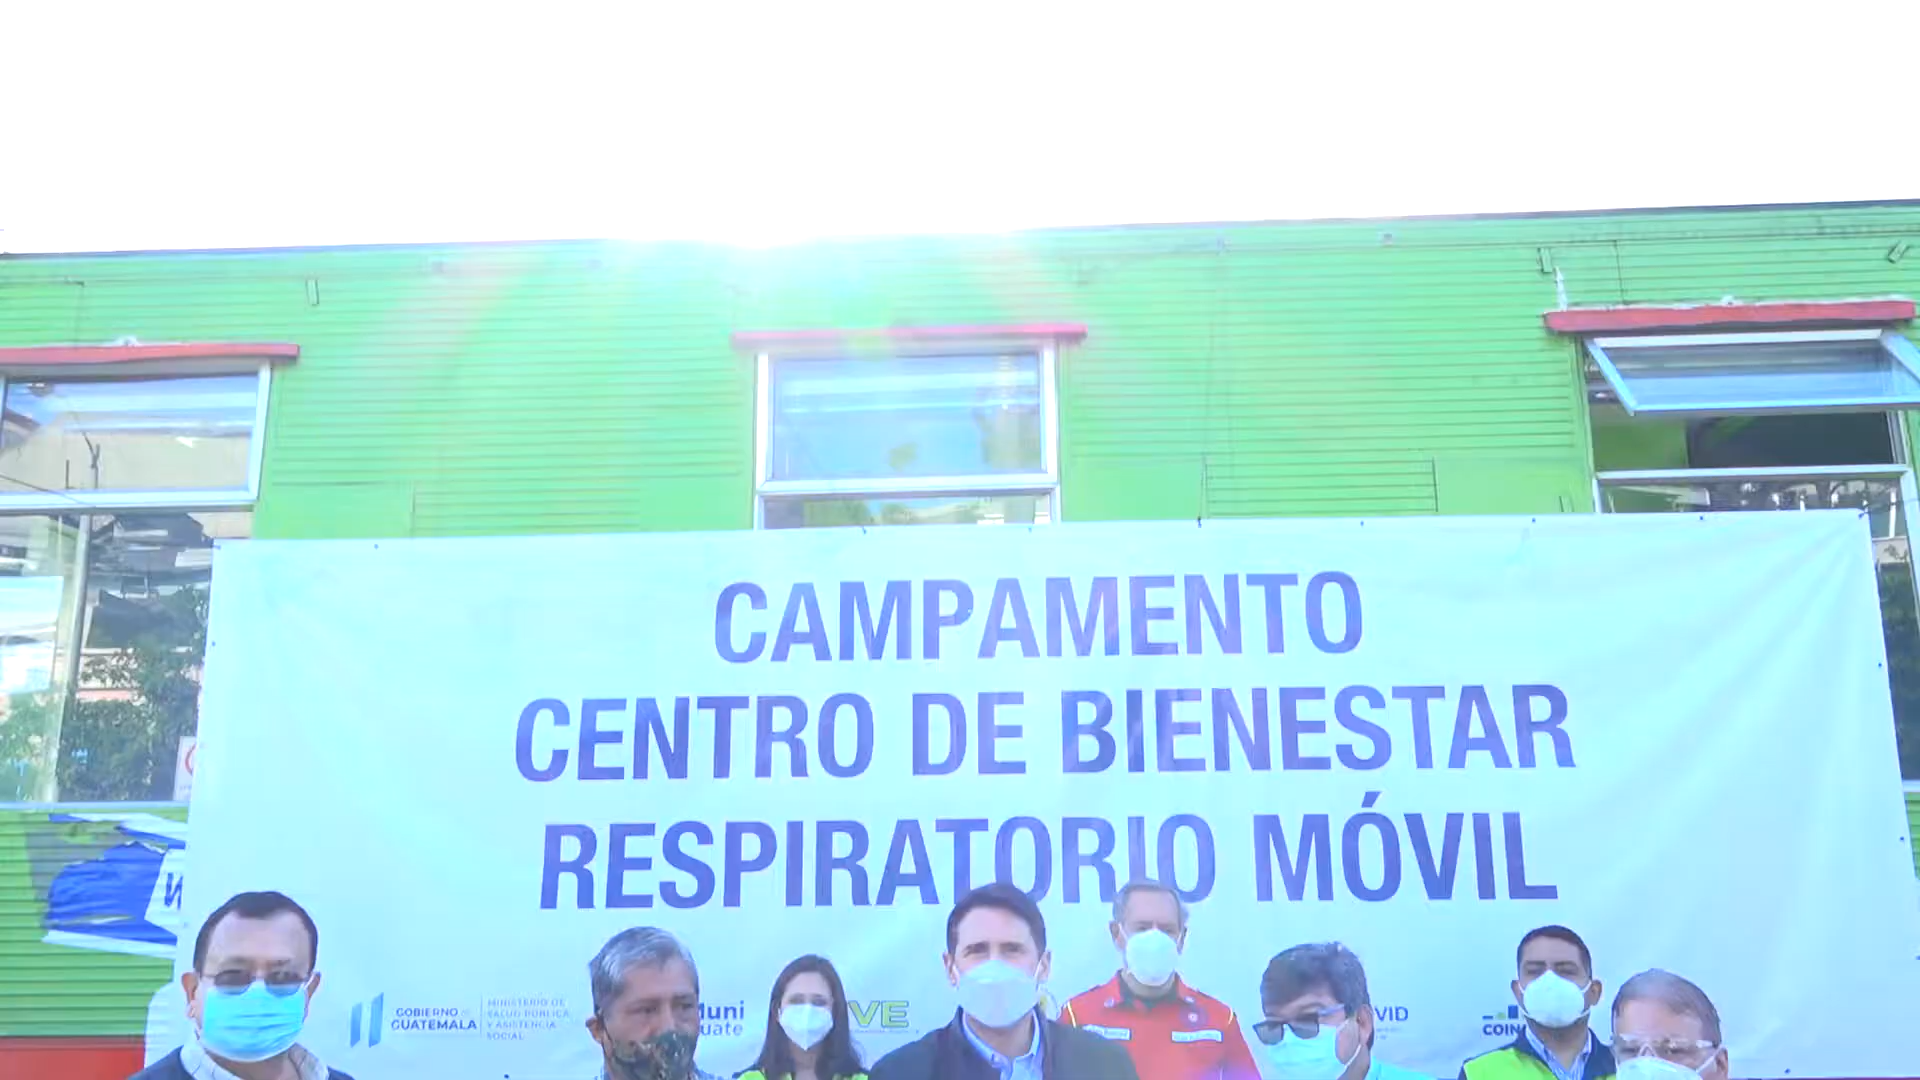 CAMPAMENTO
CENTRO DE BIENESTAR
RESPIRATORIO MÓVIL
GOBIERNO DE
GUATEMALA
MINISTERIO DE
SALUD PÚBLICA
Y ASISTENCIA
SOCIAL
Muni
uate
VE
VID
COIN